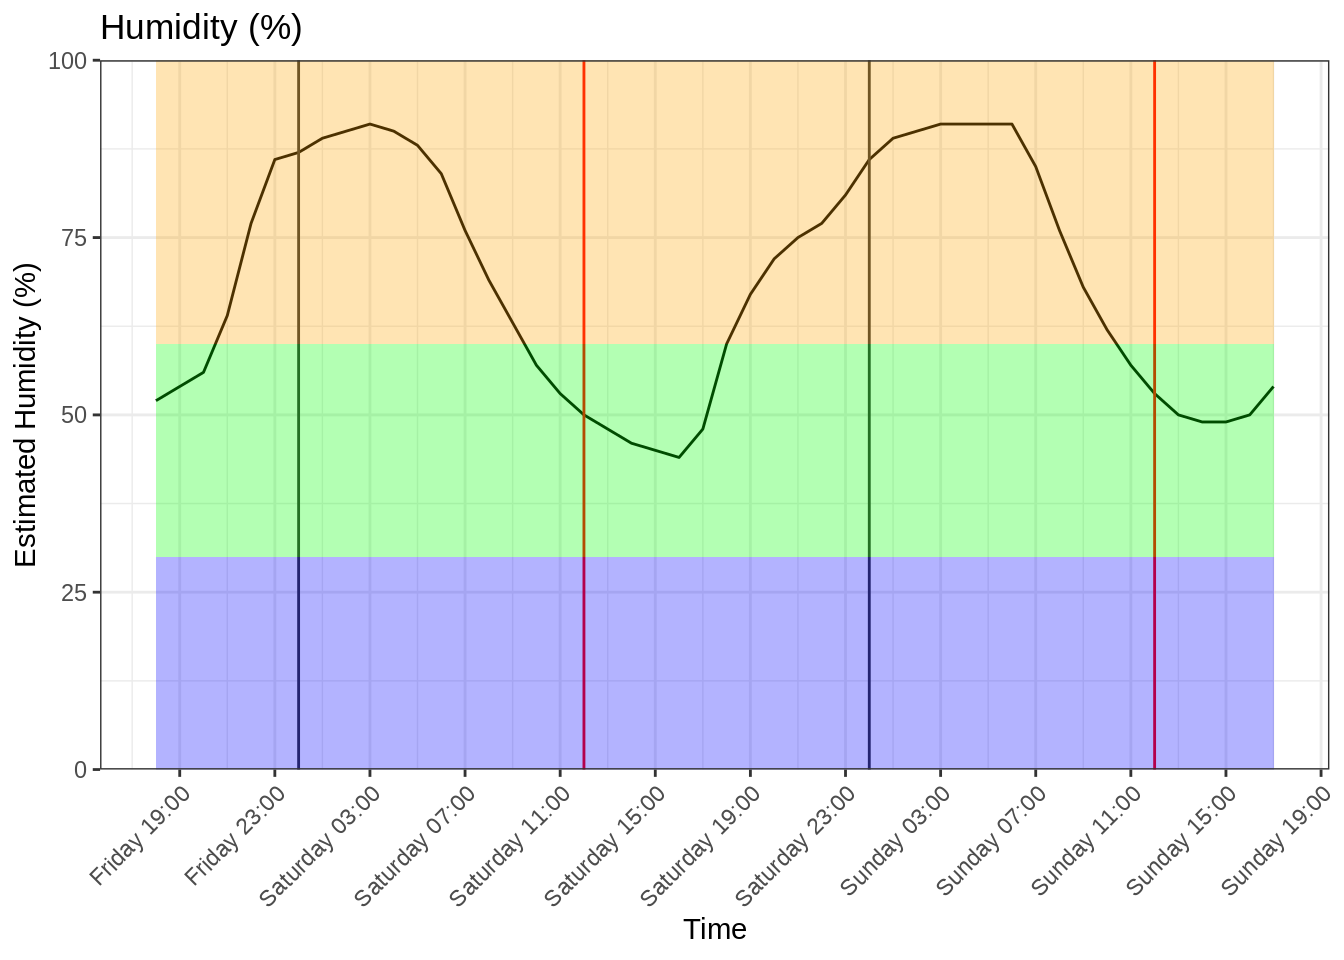 Humidity (%)
100
75
50
25
0
Estimated Humidity (%)
Friday 19:00
Friday 23:00
Saturday 03:00
Saturday 07:00
Saturday 11:00
Saturday 15:00
Saturday 19:00
Saturday 23:00
Sunday 03:00
Sunday 07:00
Sunday 11:00
Sunday 15:00
Sunday 19:00
Time